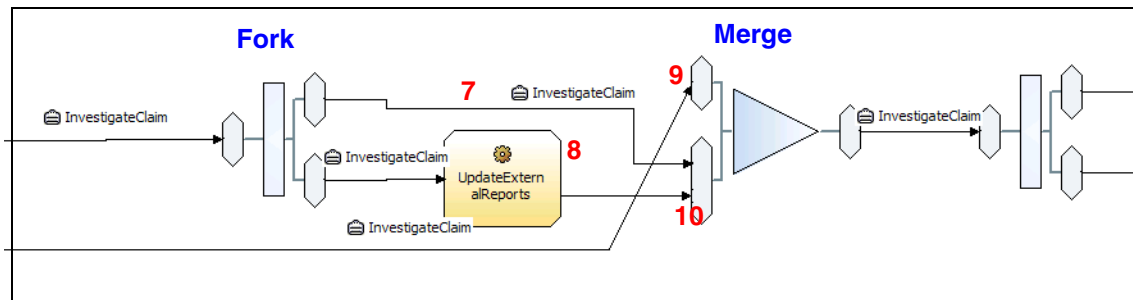 Fork
Merge
7
9
InvestigateClaim
InvestigateClaim
InvestigateClaim
InvestigateClaim
8
UpdateExtern
alReports
10
InvestigateClaim